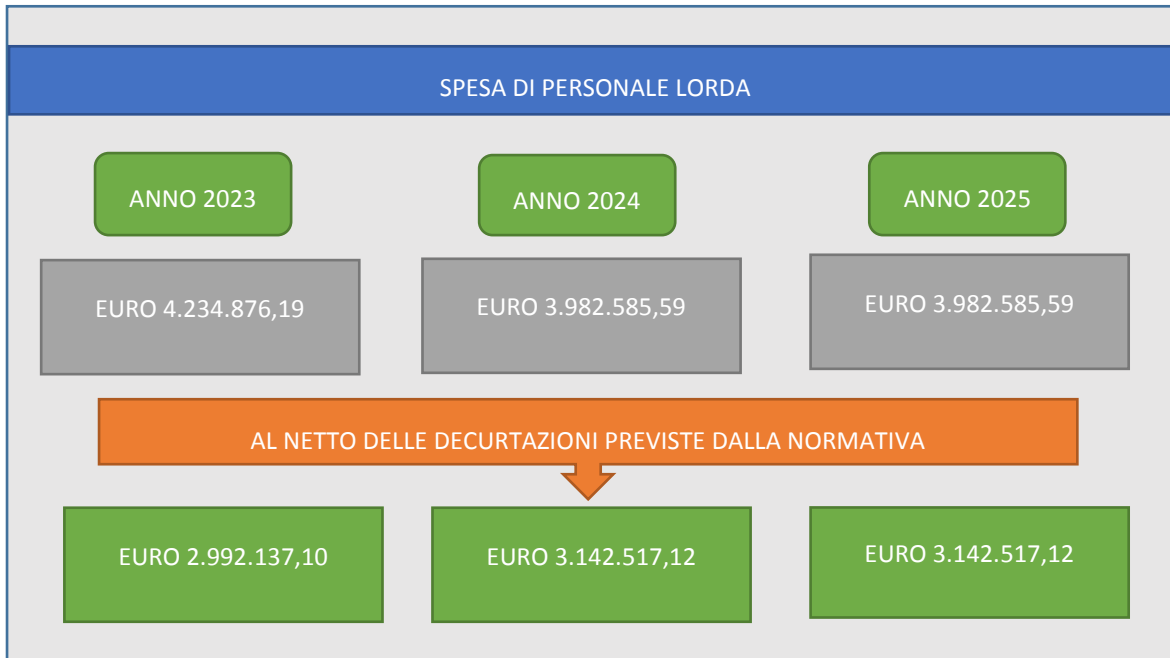 SPESA DI PERSONALE LORDA
ANNO 2023
ANNO 2024
ANNO 2025
EURO 4.234.876,19
EURO 3.982.585,59
EURO 3.982.585,59
AL NETTO DELLE DECURTAZIONI PREVISTE DALLA NORMATIVA
EURO 2.992.137,10
EURO 3.142.517,12
EURO 3.142.517,12